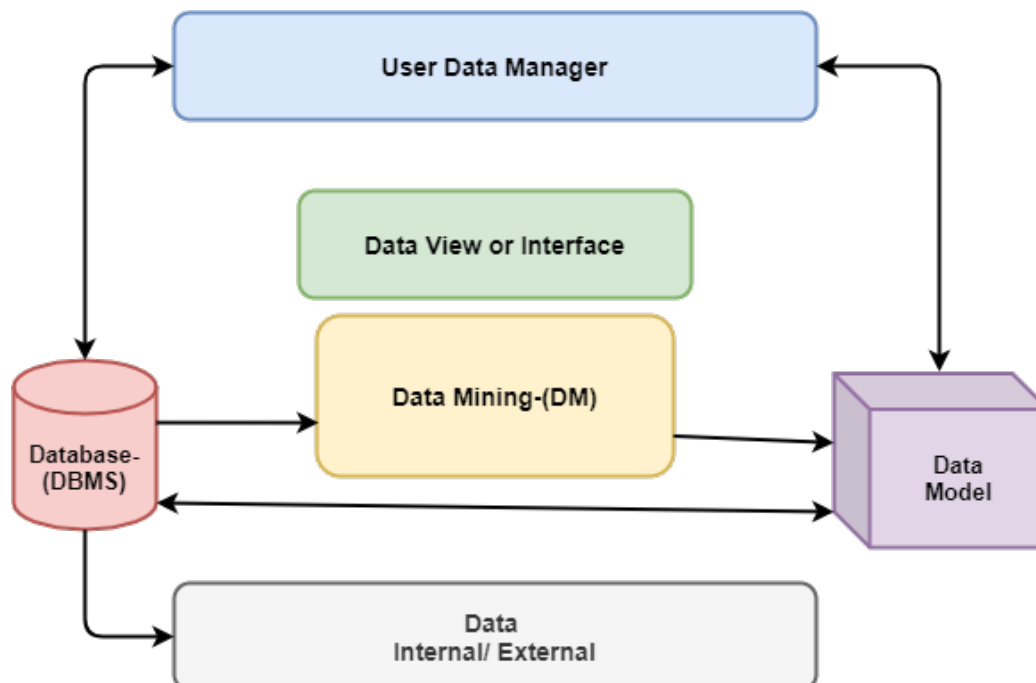 User Data Manager
Data View or Interface
Data Mining-(DM)
Database-
(DBMS)
Data
Model
Data
Internal/ External